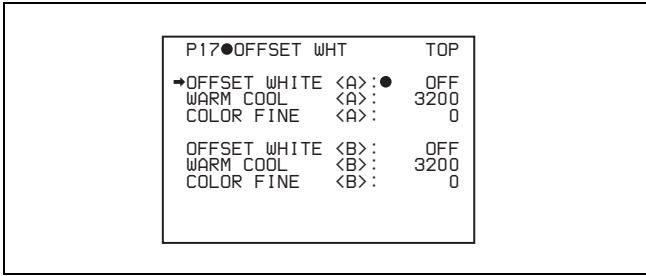 P17●OFFSET WHT TOP
➡OFFSET WHITE <A>:● OFF
WARM COOL <A>: 3200
COLOR FINE <A>: 0
OFFSET WHITE <B>: OFF
WARM COOL <B>: 3200
COLOR FINE <B>: 0